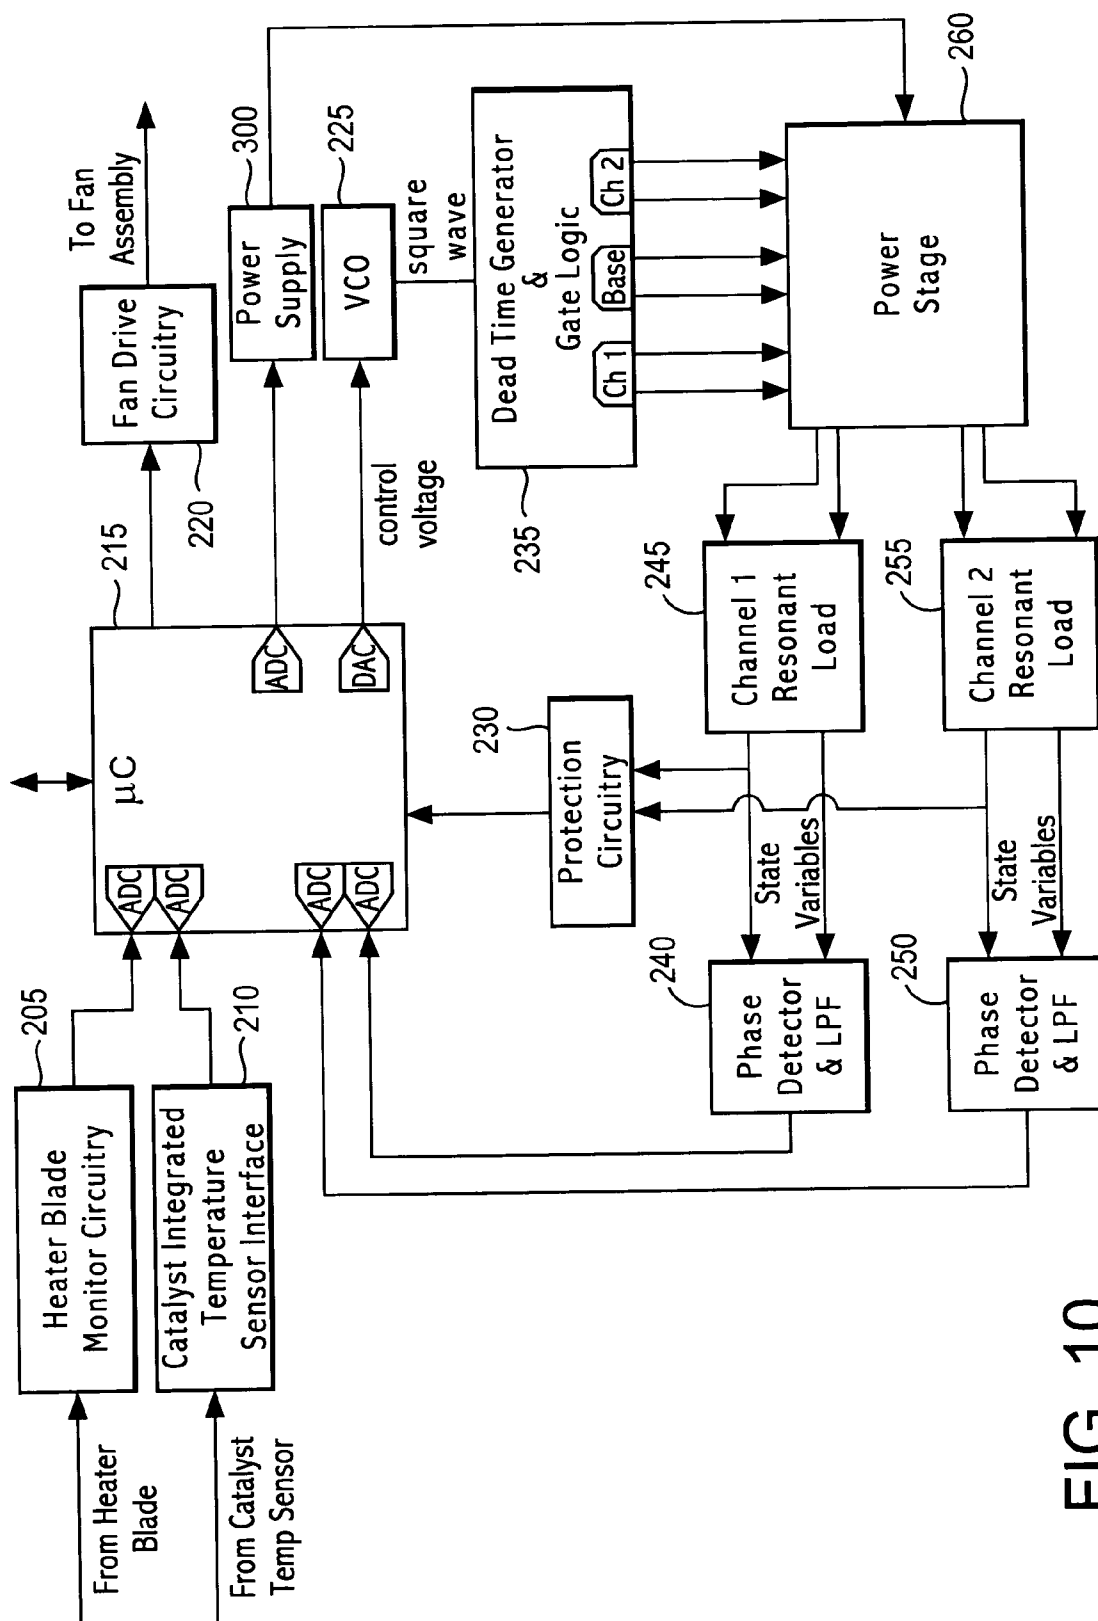 From Heater
Blade
From Catalyst
Temp Sensor
205
Heater Blade
Monitor Circuitry
210
Catalyst Integrated
Temperature
Sensor Interface
215
µC
ADC
ADC
ADC
ADC
ADC
DAC
220
Fan Drive
Circuitry
To Fan
Assembly
300
Power
Supply
225
VCO
control
voltage
square
wave
230
Protection
Circuitry
235
Dead Time Generator
&
Gate Logic
Ch 1
Base
Ch 2
240
Phase
Detector
& LPF
State
Variables
245
Channel 1
Resonant
Load
250
Phase
Detector
& LPF
State
Variables
255
Channel 2
Resonant
Load
260
Power
Stage
FIG. 10